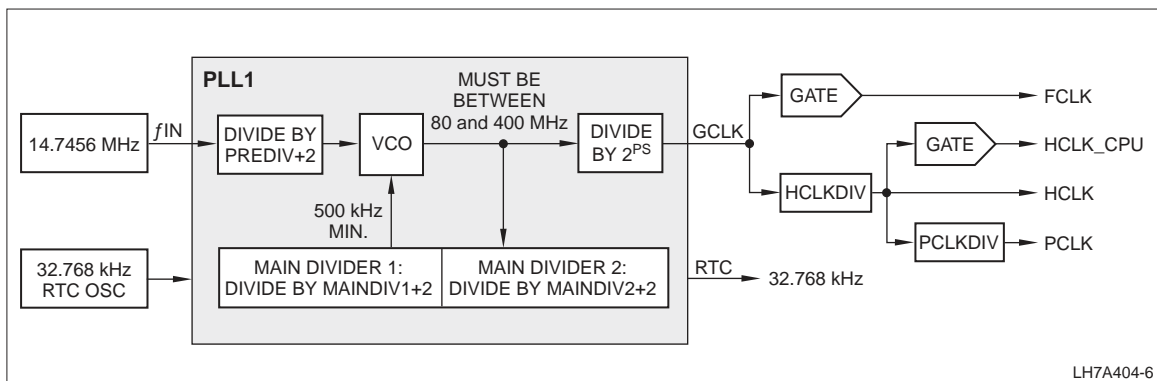 PLL1
MUST BE
BETWEEN
80 and 400 MHz
14.7456 MHz
ƒIN
DIVIDE BY
PREDIV+2
VCO
DIVIDE
BY 2^PS
GCLK
GATE
FCLK
GATE
HCLK_CPU
HCLKDIV
HCLK
PCLKDIV
PCLK
500 kHz
MIN.
32.768 kHz
RTC OSC
MAIN DIVIDER 1:
DIVIDE BY MAINDIV1+2
MAIN DIVIDER 2:
DIVIDE BY MAINDIV2+2
RTC
32.768 kHz
LH7A404-6